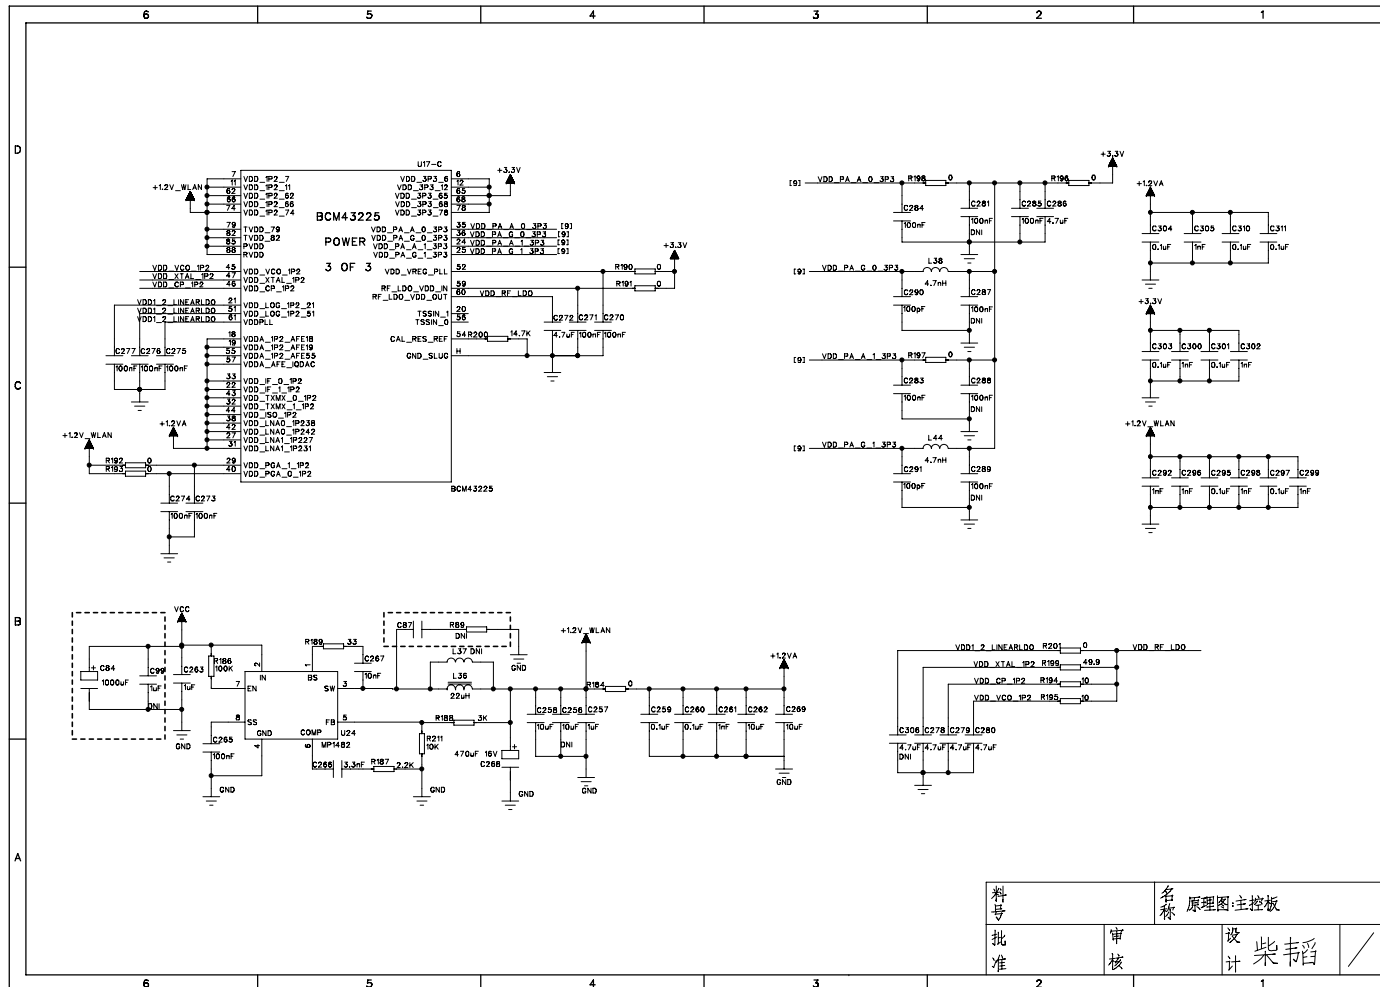 6 5 4 3 2 1
D
C
B
A
U17-C
BCM43225
POWER
3 OF 3
BCM43225
+1.2V_WLAN
7 VDD_1P2_7
11 VDD_1P2_11
62 VDD_1P2_62
66 VDD_1P2_66
74 VDD_1P2_74
79 TVDD_79
82 TVDD_82
85 PVDD
88 RVDD
VDD_VCO_1P2 45 VDD_VCO_1P2
VDD_XTAL_1P2 47 VDD_XTAL_1P2
VDD_CP_1P2 46 VDD_CP_1P2
VDD1_2_LINEARLDO 21 VDD_LOG_1P2_21
VDD1_2_LINEARLDO 51 VDD_LOG_1P2_51
VDD1_2_LINEARLDO 61 VDDPLL
18 VDDA_1P2_AFE18
19 VDDA_1P2_AFE19
55 VDDA_1P2_AFE55
57 VDDA_AFE_IQDAC
33 VDD_IF_0_1P2
22 VDD_IF_1_1P2
43 VDD_TXMX_0_1P2
32 VDD_TXMX_1_1P2
44 VDD_ISO_1P2
38 VDD_LNA0_1P238
42 VDD_LNA0_1P242
27 VDD_LNA1_1P227
31 VDD_LNA1_1P231
29 VDD_PGA_1_1P2
40 VDD_PGA_0_1P2
C277 C276 C275
100nF 100nF 100nF
+1.2VA
+1.2V_WLAN
R192 0
R193 0
C274 C273
100nF 100nF
VDD_3P3_6 6
VDD_3P3_12 12
VDD_3P3_65 65
VDD_3P3_68 68
VDD_3P3_78 78
+3.3V
VDD_PA_A_0_3P3 35 VDD_PA_A_0_3P3 [9]
VDD_PA_G_0_3P3 36 VDD_PA_G_0_3P3 [9]
VDD_PA_A_1_3P3 24 VDD_PA_A_1_3P3 [9]
VDD_PA_G_1_3P3 25 VDD_PA_G_1_3P3 [9]
VDD_VREG_PLL 52
RF_LDO_VDD_IN 59
RF_LDO_VDD_OUT 60 VDD_RF_LDO
TSSIN_1 20
TSSIN_0 56
CAL_RES_REF 54 R200 14.7K
GND_SLUG H
+3.3V
R190 0
R191 0
C272 C271 C270
4.7uF 100nF 100nF
[9] VDD_PA_A_0_3P3 R198 0
C284 100nF
C281 100nF DNI
C285 C286
100nF 4.7uF
R196 0
+3.3V
[9] VDD_PA_G_0_3P3 L38 4.7nH
C290 100pF
C287 100nF DNI
[9] VDD_PA_A_1_3P3 R197 0
C283 100nF
C288 100nF DNI
[9] VDD_PA_G_1_3P3 L44 4.7nH
C291 100pF
C289 100nF DNI
+1.2VA
C304 C305 C310 C311
0.1uF 1nF 0.1uF 0.1uF
+3.3V
C303 C300 C301 C302
0.1uF 1nF 0.1uF 1nF
+1.2V_WLAN
C292 C296 C295 C298 C297 C299
1nF 1nF 0.1uF 1nF 0.1uF 1nF
C84 1000uF
C99 1uF DNI
VCC
C263 1uF
GND
R186 100K
R189 33
C267 10nF
2 IN
1 BS
7 EN
3 SW
8 SS
5 FB
4 GND
6 COMP
U24
MP1482
C265 100nF
GND
C266 3.3nF R187 2.2K
C87 R89 DNI
GND
L37 DNI
L36
22uH
R188 3K
R211 10K
GND
470uF 16V
C268
GND
+1.2V_WLAN
C258 C256 C257
10uF 10uF 1uF
DNI
GND
R184 0
+1.2VA
C259 C260 C261 C262 C269
0.1uF 0.1uF 1nF 10uF 10uF
GND
VDD1_2_LINEARLDO R201 0 VDD_RF_LDO
VDD_XTAL_1P2 R199 49.9
VDD_CP_1P2 R194 10
VDD_VCO_1P2 R195 10
C306 C278 C279 C280
4.7uF 4.7uF 4.7uF 4.7uF
DNI
料号
名称 原理图:主控板
批准
审核
设计 柴韬
6 5 4 3 2 1